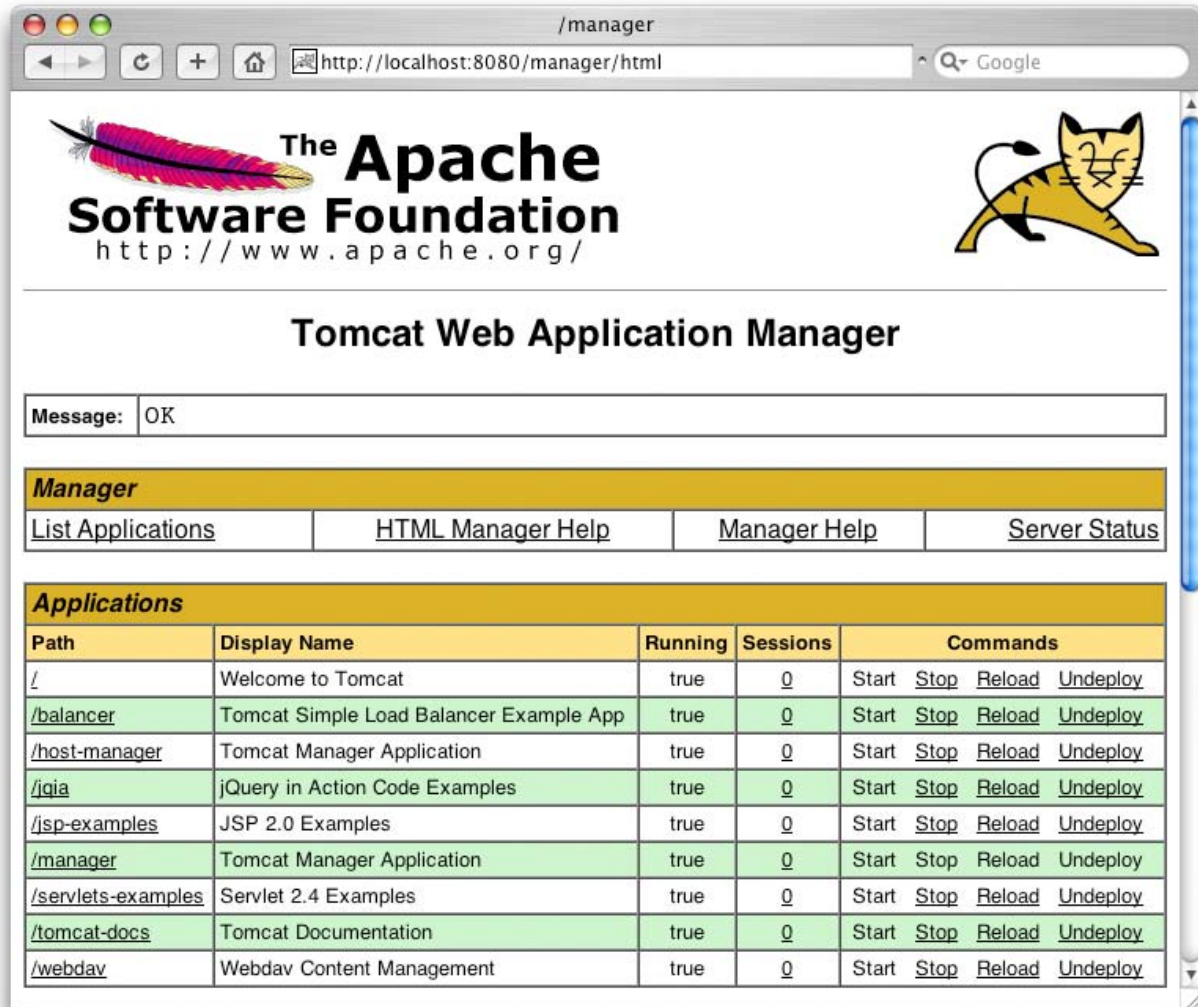 /manager
http://localhost:8080/manager/html Google
The Apache
Software Foundation
http://www.apache.org/
Tomcat Web Application Manager
Message: OK
Manager
List Applications HTML Manager Help Manager Help Server Status
Applications
Path Display Name Running Sessions Commands
/ Welcome to Tomcat true 0 Start Stop Reload Undeploy
/balancer Tomcat Simple Load Balancer Example App true 0 Start Stop Reload Undeploy
/host-manager Tomcat Manager Application true 0 Start Stop Reload Undeploy
/jqia jQuery in Action Code Examples true 0 Start Stop Reload Undeploy
/jsp-examples JSP 2.0 Examples true 0 Start Stop Reload Undeploy
/manager Tomcat Manager Application true 0 Start Stop Reload Undeploy
/servlets-examples Servlet 2.4 Examples true 0 Start Stop Reload Undeploy
/tomcat-docs Tomcat Documentation true 0 Start Stop Reload Undeploy
/webdav Webdav Content Management true 0 Start Stop Reload Undeploy